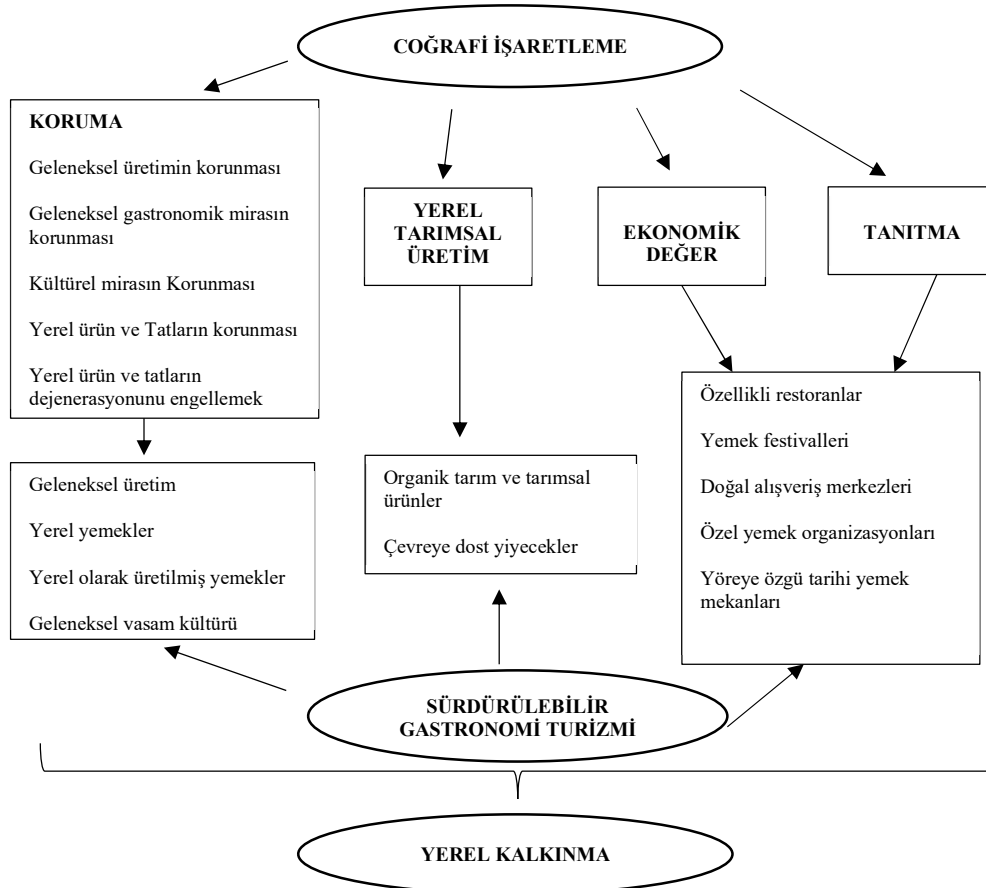 COĞRAFİ İŞARETLEME
KORUMA
Geleneksel üretimin korunması
Geleneksel gastronomik mirasın
korunması
Kültürel mirasın Korunması
Yerel ürün ve Tatların korunması
Yerel ürün ve tatların
dejenerasyonunu engellemek
YEREL
TARIMSAL
ÜRETİM
EKONOMİK
DEĞER
TANITMA
Geleneksel üretim
Yerel yemekler
Yerel olarak üretilmiş yemekler
Geleneksel vasam kültürü
Organik tarım ve tarımsal
ürünler
Çevreye dost yiyecekler
Özellikli restoranlar
Yemek festivalleri
Doğal alışveriş merkezleri
Özel yemek organizasyonları
Yöreye özgü tarihi yemek
mekanları
SÜRDÜRÜLEBİLİR
GASTRONOMİ TURİZMİ
YEREL KALKINMA